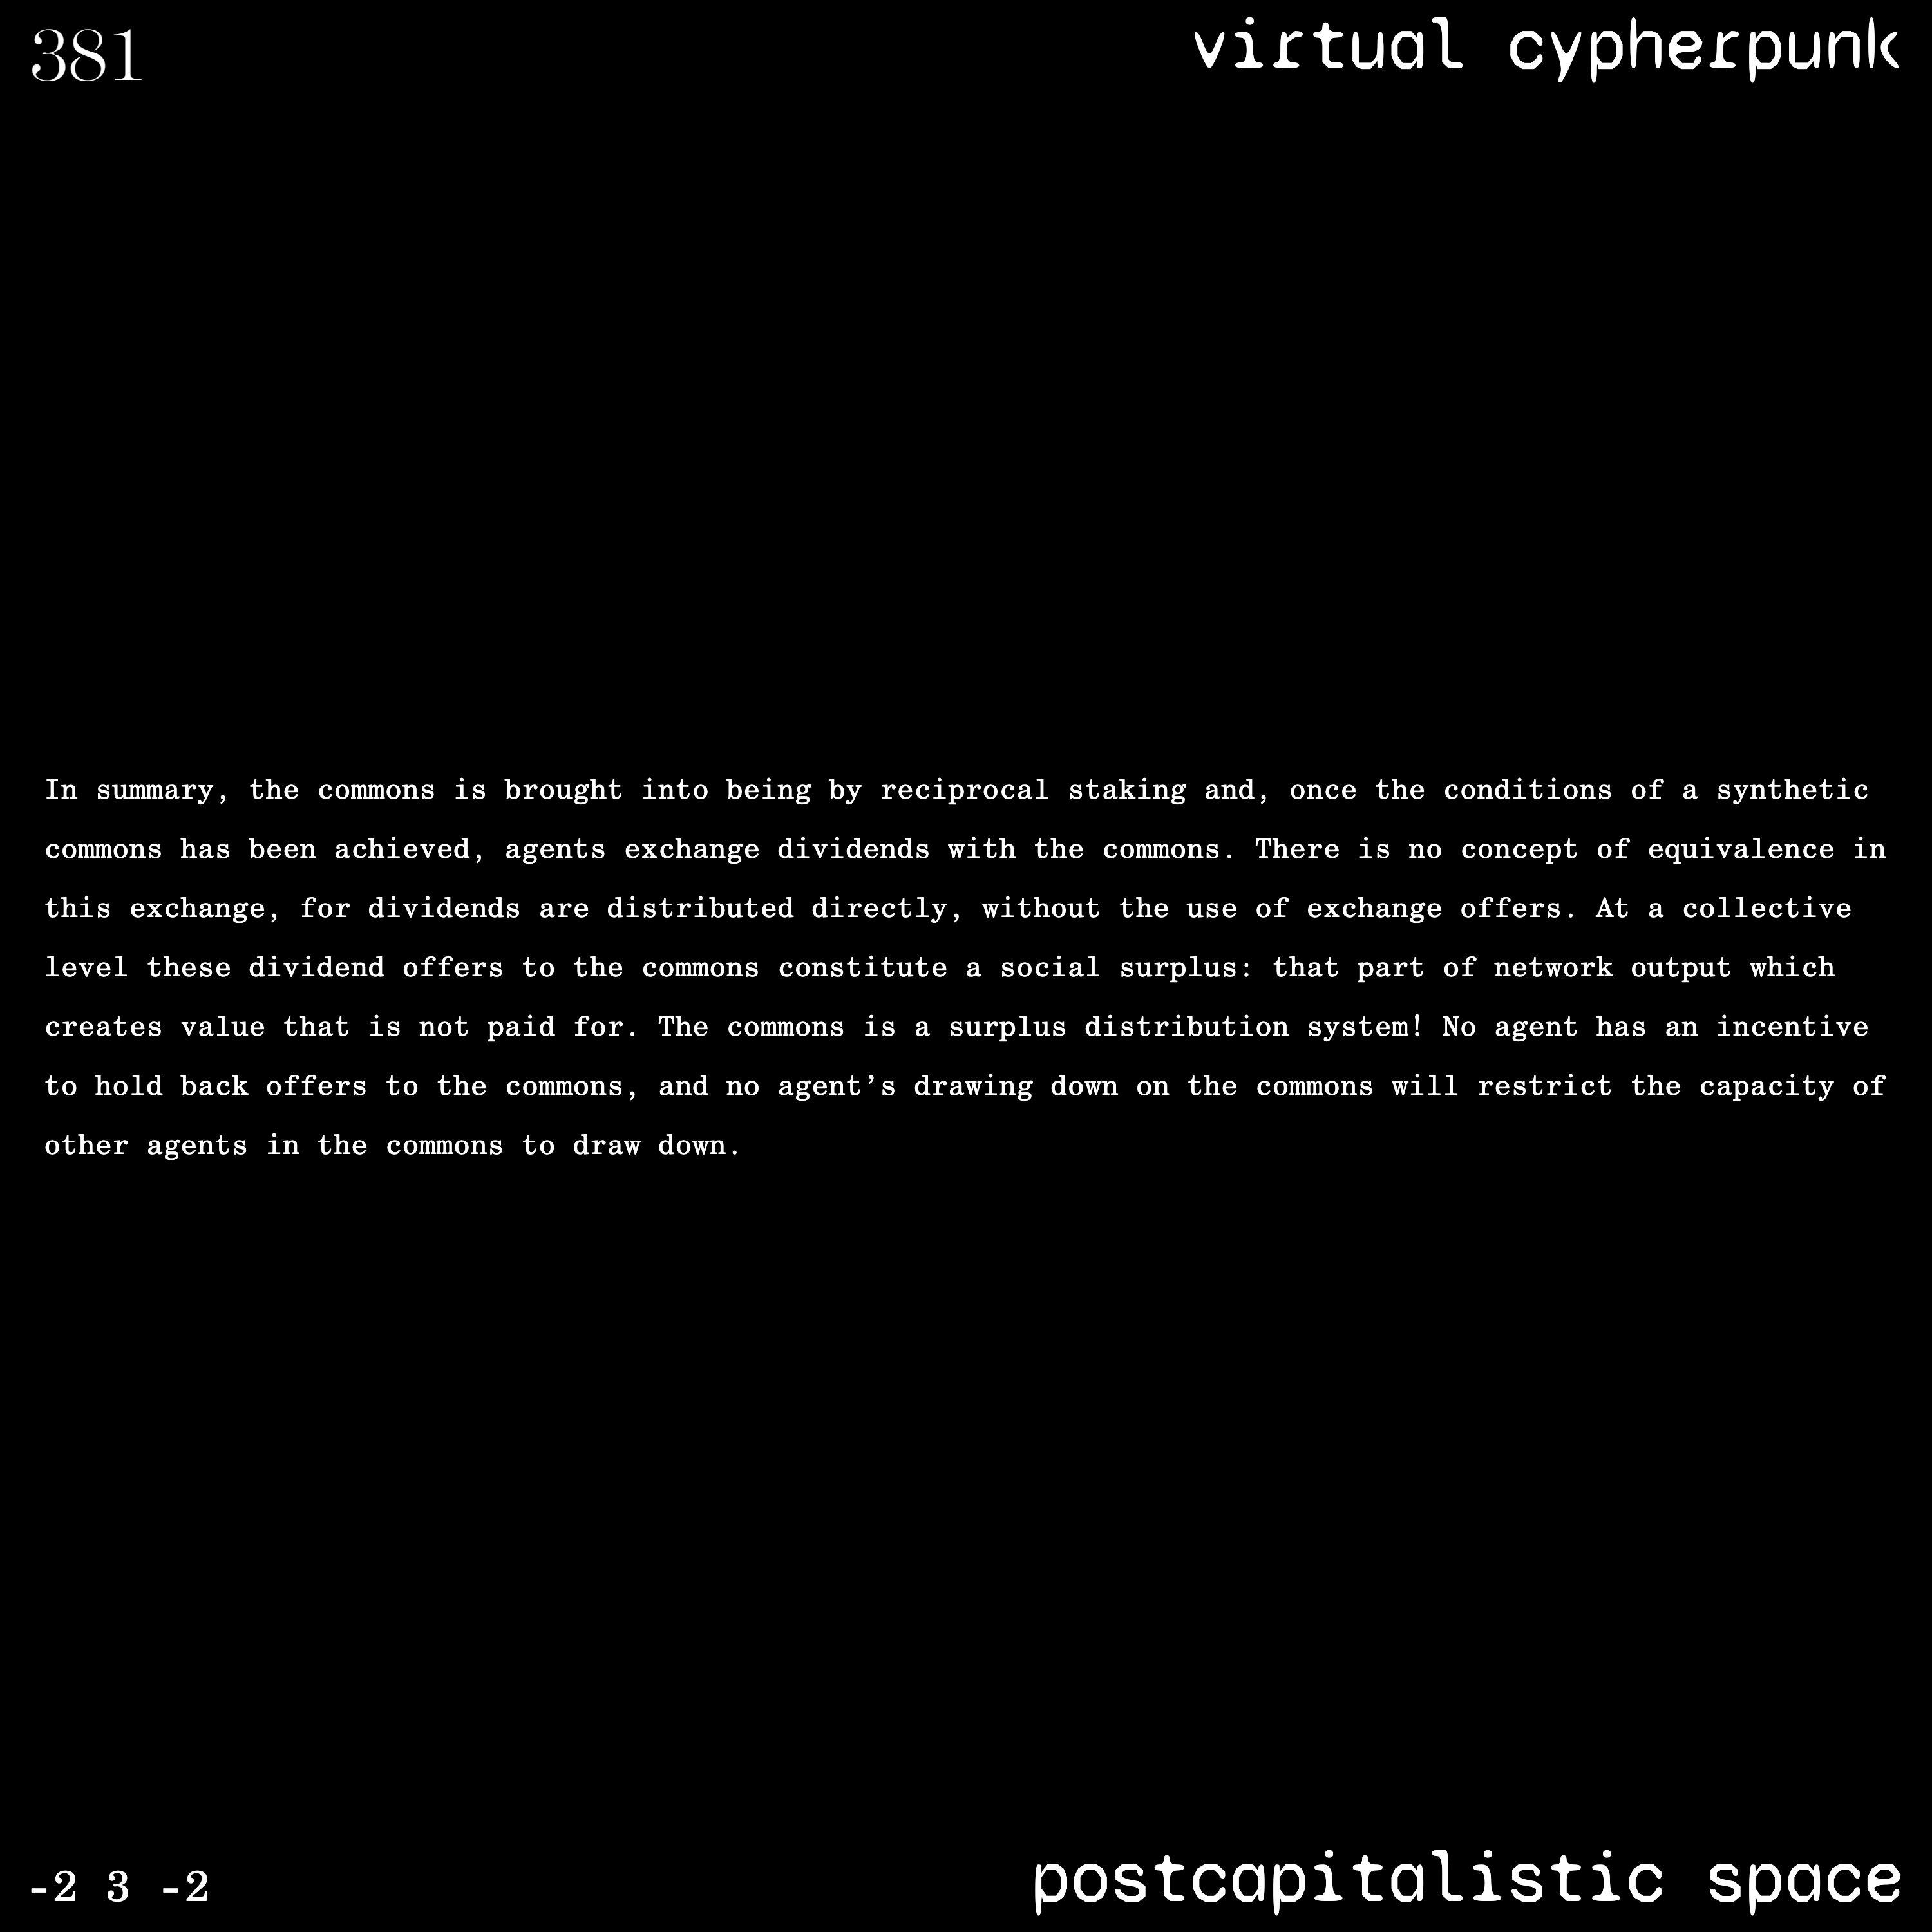 381
virtual cypherpunk
In summary, the commons is brought into being by reciprocal staking and, once the conditions of a synthetic
commons has been achieved, agents exchange dividends with the commons. There is no concept of equivalence in
this exchange, for dividends are distributed directly, without the use of exchange offers. At a collective
level these dividend offers to the commons constitute a social surplus: that part of network output which
creates value that is not paid for. The commons is a surplus distribution system! No agent has an incentive
to hold back offers to the commons, and no agent’s drawing down on the commons will restrict the capacity of
other agents in the commons to draw down.
-2 3 -2
postcapitalistic space